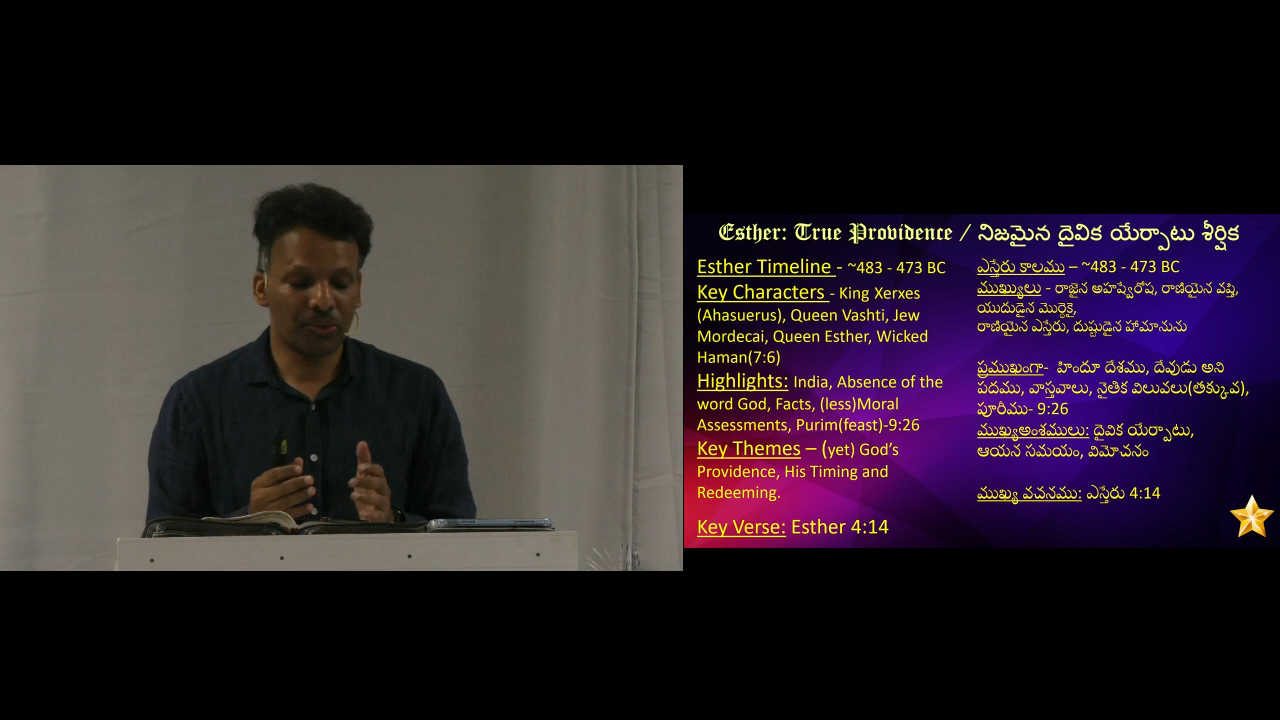 Esther: True Providence / నిజమైన దైవిక యేర్పాటు శీర్షిక
Esther Timeline - ~483 - 473 BC
Key Characters - King Xerxes
(Ahasuerus), Queen Vashti, Jew
Mordecai, Queen Esther, Wicked
Haman(7:6)
Highlights: India, Absence of the
word God, Facts, (less)Moral
Assessments, Purim(feast)-9:26
Key Themes – (yet) God's
Providence, His Timing and
Redeeming.
Key Verse: Esther 4:14
ఎస్తేరు కాలము – ~483 - 473 BC
ముఖ్యులు - రాజైన అహష్వేరోషు, రాణియైన వష్తి,
యుదుడైన మొర్దెకై,
రాణియైన ఎస్తేరు, దుష్టుడైన హామానును
ప్రముఖంగా- హిందూ దేశము, దేవుడు అని
పదము, వాస్తవాలు, నైతిక విలువలు(తక్కువ),
పూరీము- 9:26
ముఖ్యఅంశములు: దైవిక యేర్పాటు,
ఆయన సమయం, విమోచనం
ముఖ్య వచనము: ఎస్తేరు 4:14